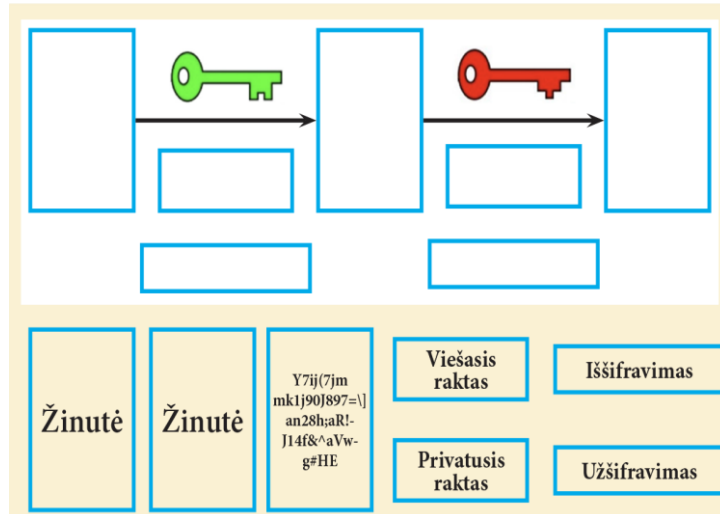 Žinutė
Žinutė
Y7ij(7jm
mk1j90J897=\]
an28h;aR!-
J14f&^aVw-
g#HE
Viešasis
raktas
Iššifravimas
Privatusis
raktas
Užšifravimas